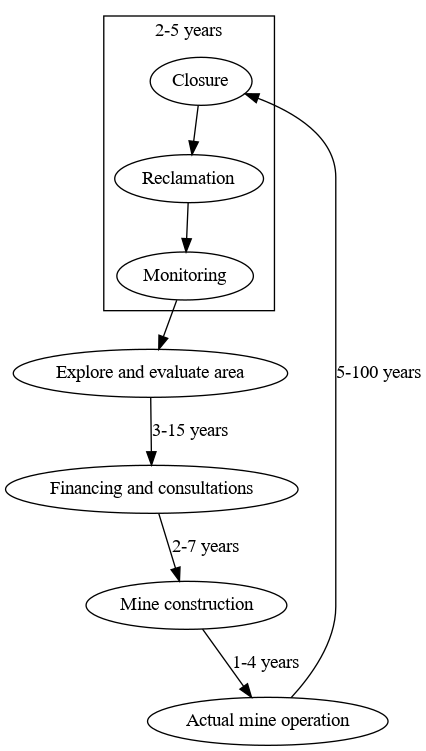 2-5 years
Closure
Reclamation
Monitoring
Explore and evaluate area
5-100 years
3-15 years
Financing and consultations
2-7 years
Mine construction
1-4 years
Actual mine operation